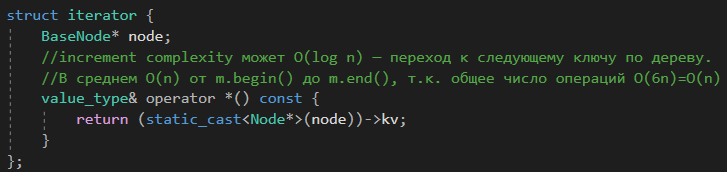 struct iterator {
BaseNode* node;
//increment complexity может O(log n) — переход к следующему ключу по дереву.
//В среднем O(n) от m.begin() до m.end(), т.к. общее число операций O(6n)=O(n)
value_type& operator *() const {
return (static_cast<Node*>(node))->kv;
}
};